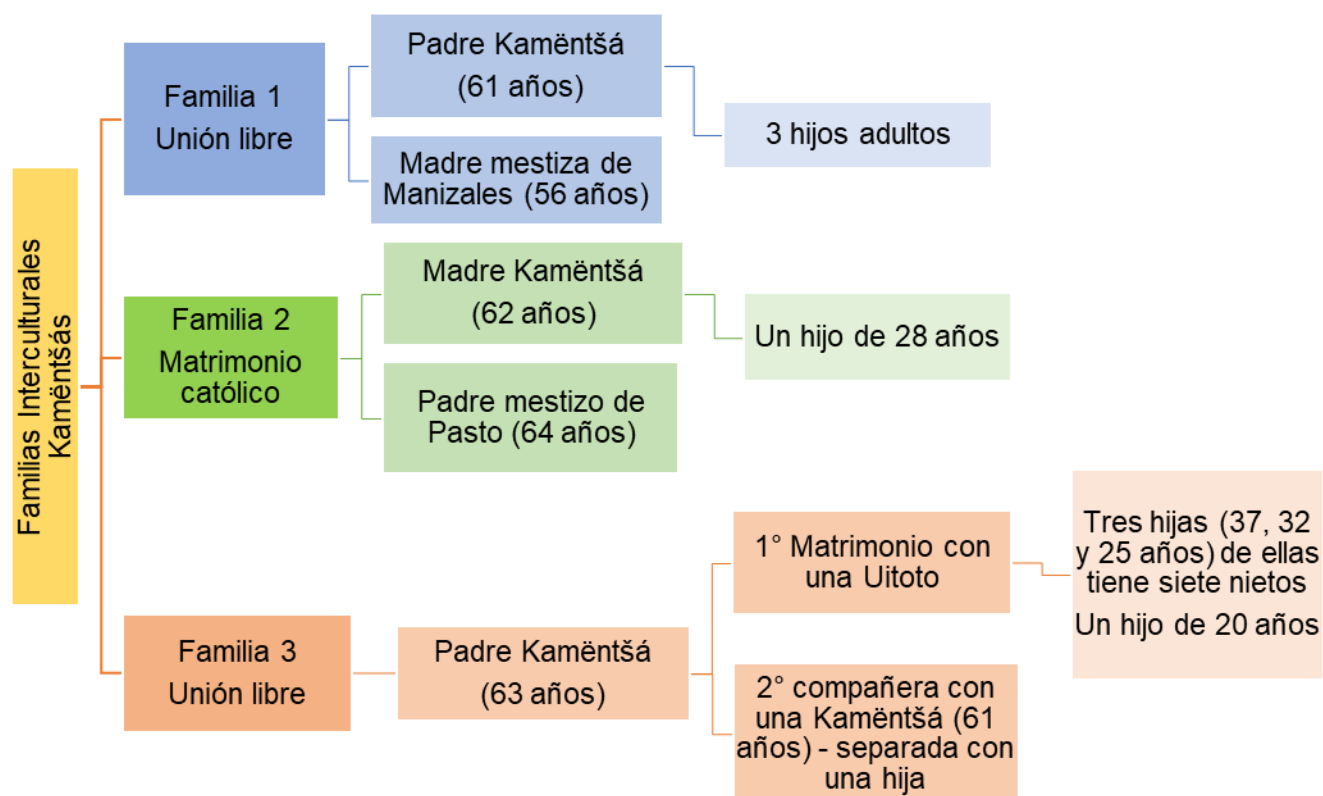 Familias Interculturales
Kamëntšás
Familia 1
Unión libre
Padre Kamëntšá
(61 años)
Madre mestiza de
Manizales (56 años)
3 hijos adultos
Familia 2
Matrimonio
católico
Madre Kamëntšá
(62 años)
Padre mestizo de
Pasto (64 años)
Un hijo de 28 años
Familia 3
Unión libre
Padre Kamëntšá
(63 años)
1° Matrimonio con
una Uitoto
Tres hijas (37, 32
y 25 años) de ellas
tiene siete nietos
Un hijo de 20 años
2° compañera con
una Kamëntšá (61
años) - separada con
una hija